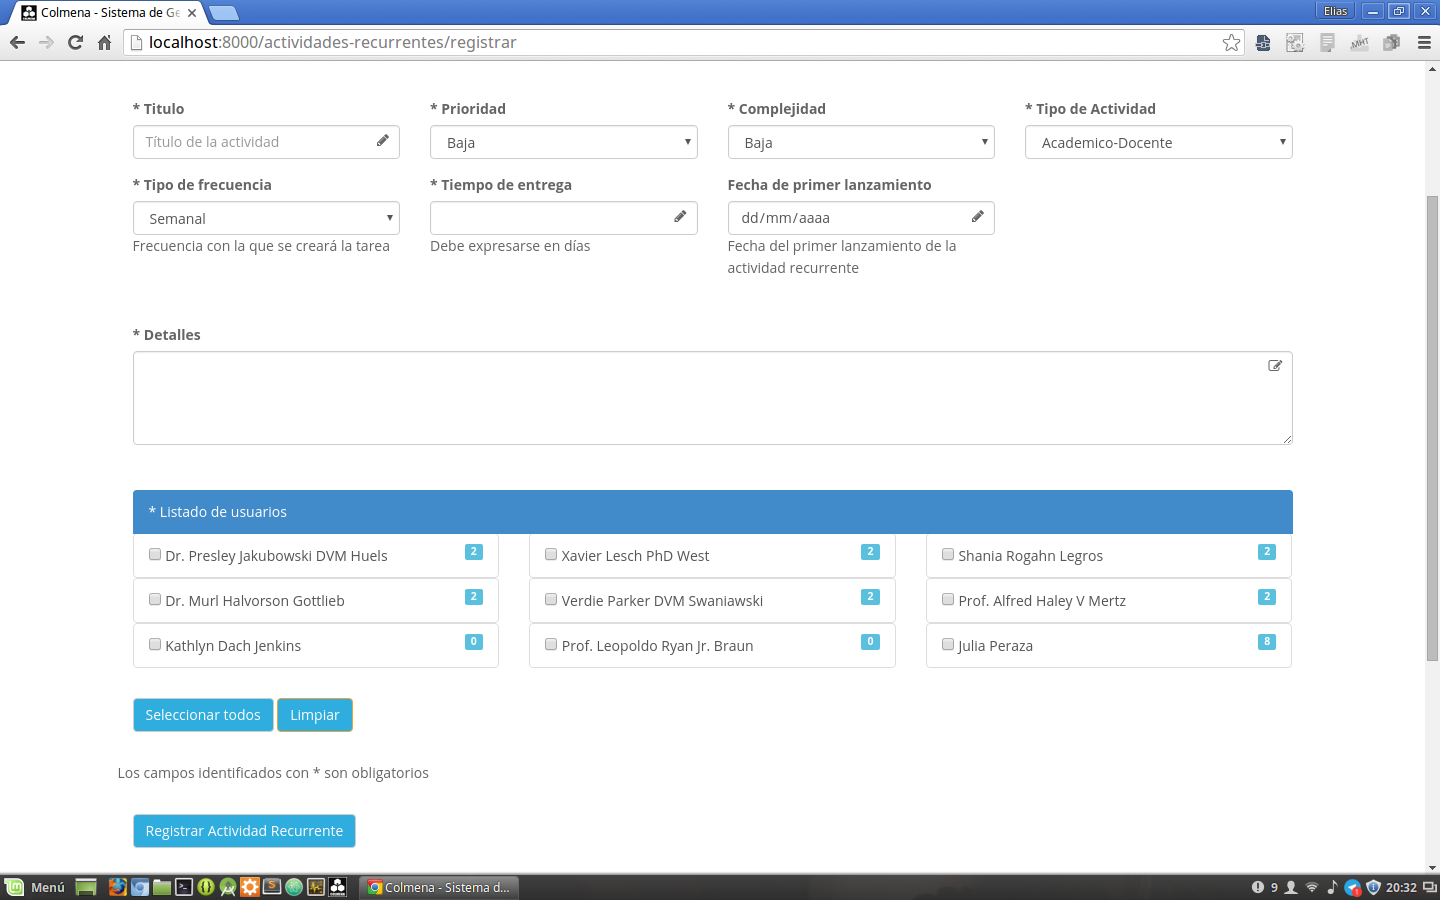 Colmena - Sistema de Ge
Elias
localhost:8000/actividades-recurrentes/registrar
MHT
* Titulo * Prioridad * Complejidad * Tipo de Actividad
Título de la actividad Baja Baja Academico-Docente
* Tipo de frecuencia * Tiempo de entrega Fecha de primer lanzamiento
Semanal dd/mm/aaaa
Frecuencia con la que se creará la tarea Debe expresarse en días Fecha del primer lanzamiento de la
actividad recurrente
* Detalles
* Listado de usuarios
Dr. Presley Jakubowski DVM Huels 2 Xavier Lesch PhD West 2 Shania Rogahn Legros 2
Dr. Murl Halvorson Gottlieb 2 Verdie Parker DVM Swaniawski 2 Prof. Alfred Haley V Mertz 2
Kathlyn Dach Jenkins 0 Prof. Leopoldo Ryan Jr. Braun 0 Julia Peraza 8
Seleccionar todos Limpiar
Los campos identificados con * son obligatorios
Registrar Actividad Recurrente
Menú Colmena - Sistema d... 9 1 20:32